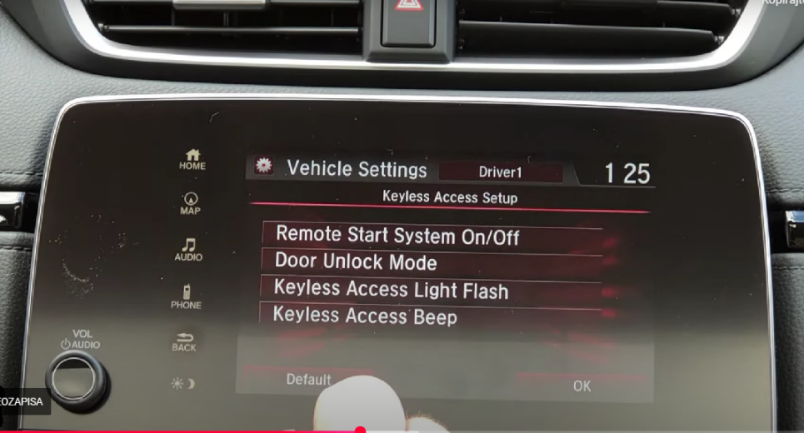 HOME
Vehicle Settings
Driver1
1 25
Keyless Access Setup
MAP
Remote Start System On/Off
Door Unlock Mode
AUDIO
Keyless Access Light Flash
PHONE
Keyless Access Beep
VOL
AUDIO
BACK
Default
OK